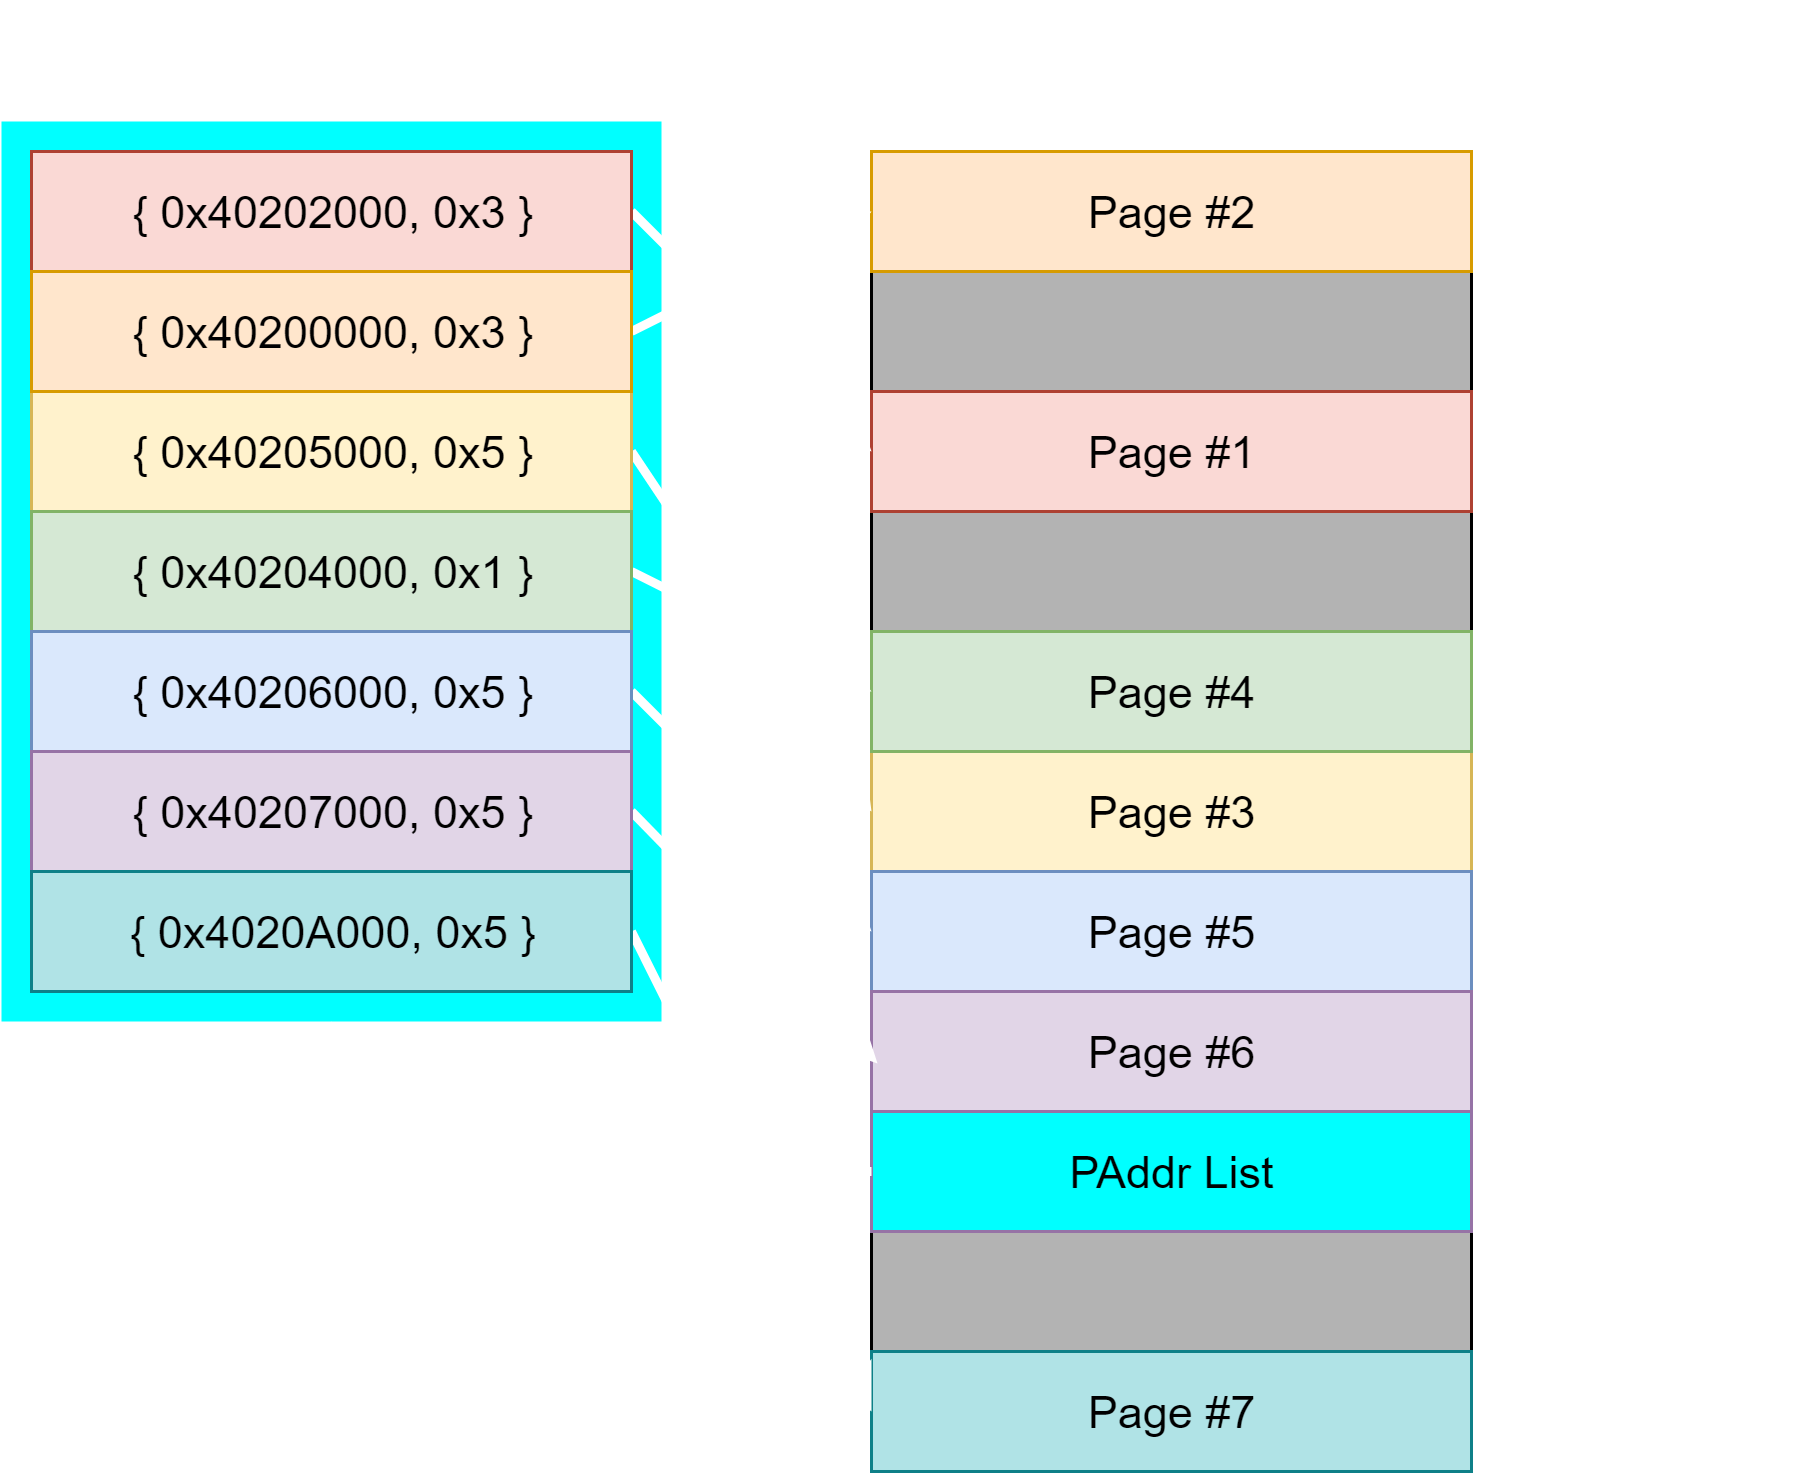 { 0x40202000, 0x3 }
{ 0x40200000, 0x3 }
{ 0x40205000, 0x5 }
{ 0x40204000, 0x1 }
{ 0x40206000, 0x5 }
{ 0x40207000, 0x5 }
{ 0x4020A000, 0x5 }
Page #2
Page #1
Page #4
Page #3
Page #5
Page #6
PAddr List
Page #7